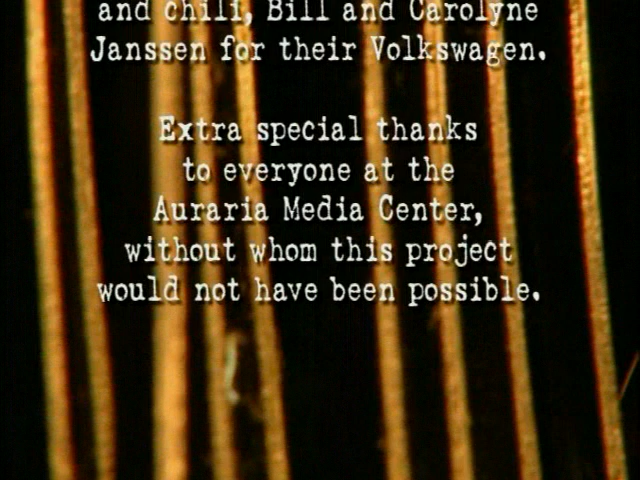 and chili, Bill and Carolyne
Janssen for their Volkswagen.
Extra special thanks
to everyone at the
Auraria Media Center,
without whom this project
would not have been possible.